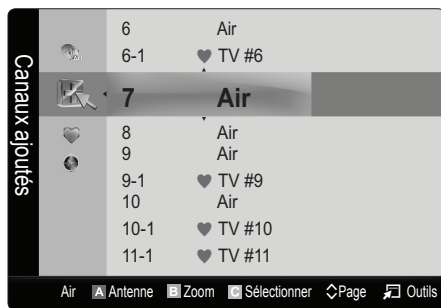 Canaux ajoutés
6 Air
6-1 ♥ TV #6
7 Air
8 Air
9 Air
9-1 ♥ TV #9
10 Air
10-1 ♥ TV #10
11-1 ♥ TV #11
Air A Antenne B Zoom C Sélectionner Page Outils